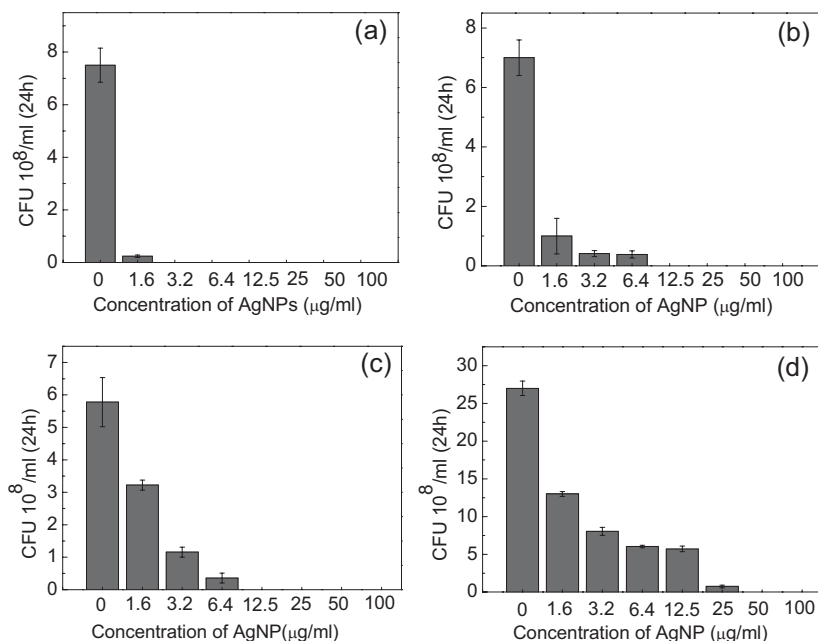 (a)
8
6
4
2
0
CFU 10⁸/ml (24h)
0 1.6 3.2 6.4 12.5 25 50 100
Concentration of AgNPs (μg/ml)
(b)
8
6
4
2
0
CFU 10⁸/ml (24h)
0 1.6 3.2 6.4 12.5 25 50 100
Concentration of AgNP (μg/ml)
(c)
7
6
5
4
3
2
1
0
CFU 10⁸/ml (24h)
0 1.6 3.2 6.4 12.5 25 50 100
Concentration of AgNP(μg/ml)
(d)
25
20
15
10
5
0
CFU 10⁸/ml (24h)
0 1.6 3.2 6.4 12.5 25 50 100
Concentration of AgNP(μg/ml)